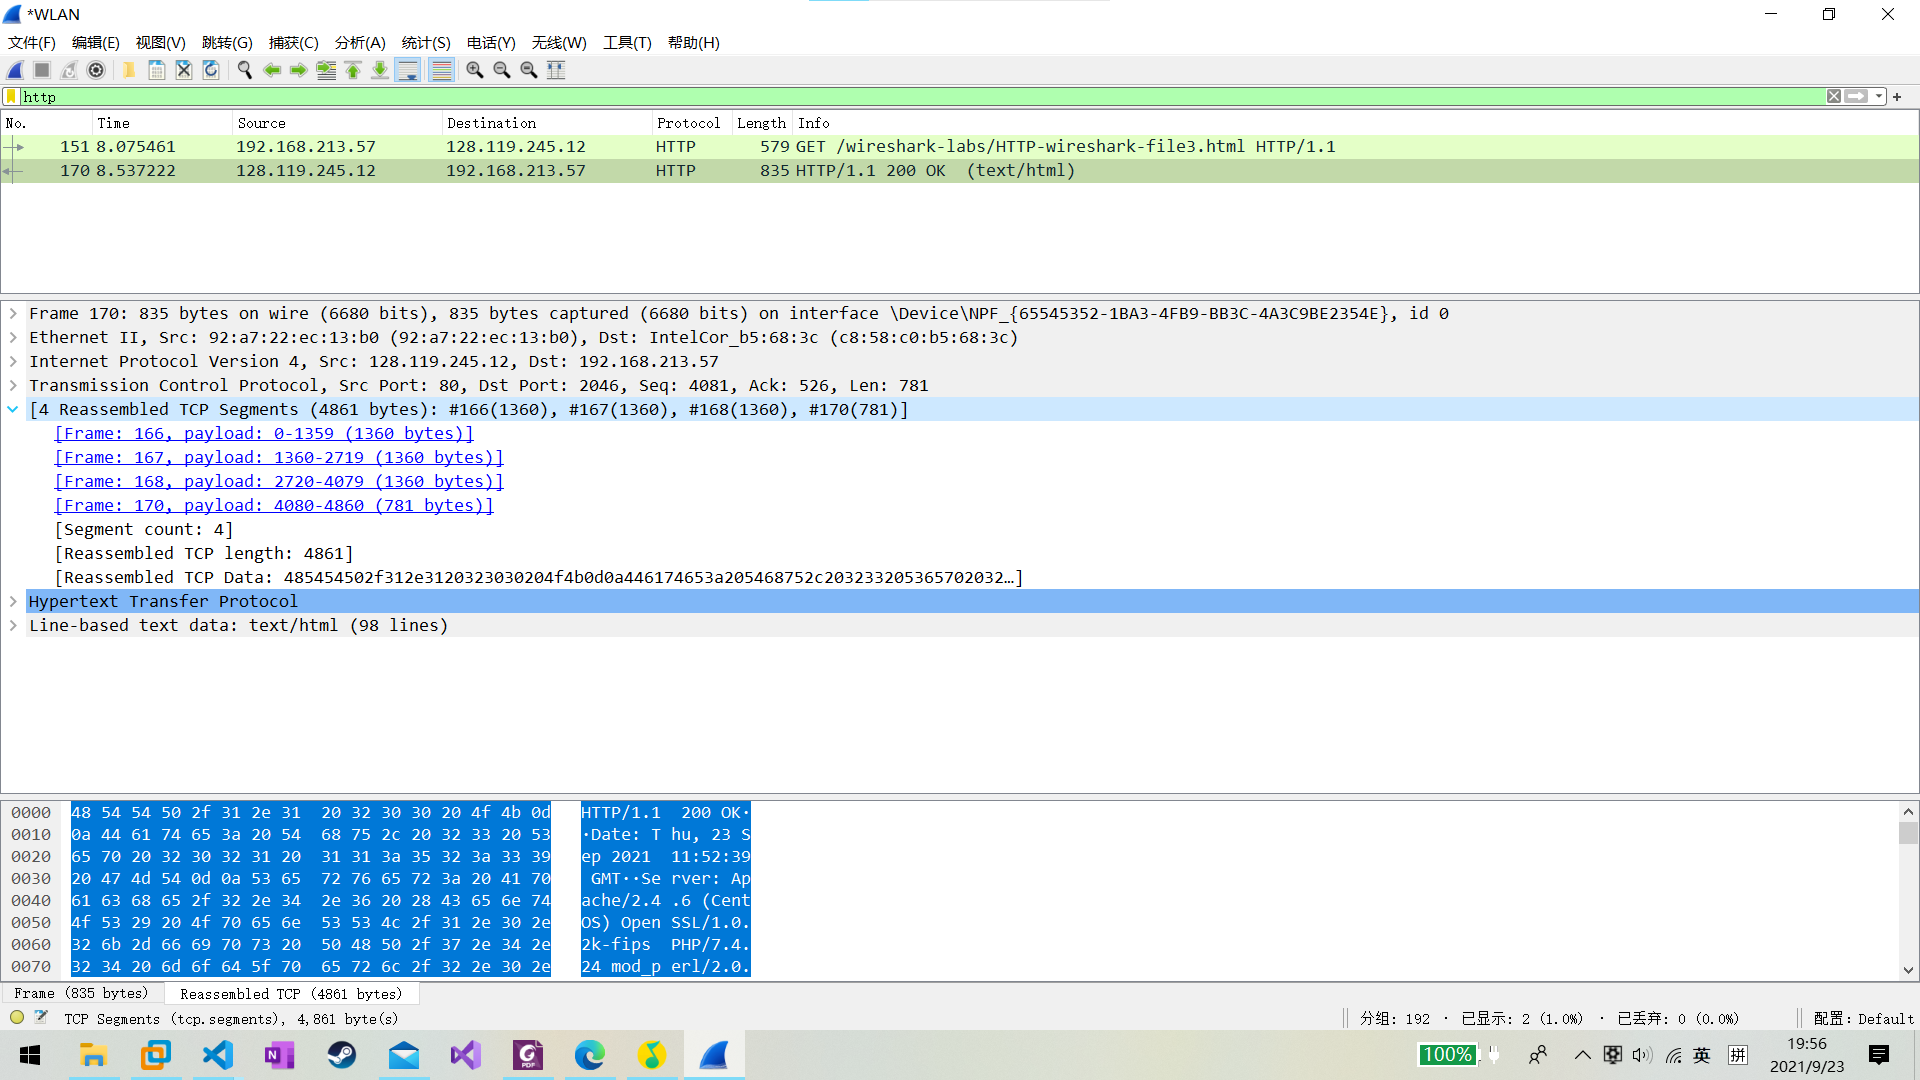 *WLAN
文件(F) 编辑(E) 视图(V) 跳转(G) 捕获(C) 分析(A) 统计(S) 电话(Y) 无线(W) 工具(T) 帮助(H)
http
No. Time Source Destination Protocol Length Info
151 8.075461 192.168.213.57 128.119.245.12 HTTP 579 GET /wireshark-labs/HTTP-wireshark-file3.html HTTP/1.1
170 8.537222 128.119.245.12 192.168.213.57 HTTP 835 HTTP/1.1 200 OK (text/html)
Frame 170: 835 bytes on wire (6680 bits), 835 bytes captured (6680 bits) on interface \Device\NPF_{65545352-1BA3-4FB9-BB3C-4A3C9BE2354E}, id 0
Ethernet II, Src: 92:a7:22:ec:13:b0 (92:a7:22:ec:13:b0), Dst: IntelCor_b5:68:3c (c8:58:c0:b5:68:3c)
Internet Protocol Version 4, Src: 128.119.245.12, Dst: 192.168.213.57
Transmission Control Protocol, Src Port: 80, Dst Port: 2046, Seq: 4081, Ack: 526, Len: 781
[4 Reassembled TCP Segments (4861 bytes): #166(1360), #167(1360), #168(1360), #170(781)]
[Frame: 166, payload: 0-1359 (1360 bytes)]
[Frame: 167, payload: 1360-2719 (1360 bytes)]
[Frame: 168, payload: 2720-4079 (1360 bytes)]
[Frame: 170, payload: 4080-4860 (781 bytes)]
[Segment count: 4]
[Reassembled TCP length: 4861]
[Reassembled TCP Data: 485454502f312e3120323030204f4b0d0a446174653a205468752c203233205365702032…]
Hypertext Transfer Protocol
Line-based text data: text/html (98 lines)
0000 48 54 54 50 2f 31 2e 31 20 32 30 30 20 4f 4b 0d HTTP/1.1 200 OK·
0010 0a 44 61 74 65 3a 20 54 68 75 2c 20 32 33 20 53 ·Date: T hu, 23 S
0020 65 70 20 32 30 32 31 20 31 31 3a 35 32 3a 33 39 ep 2021 11:52:39
0030 20 47 4d 54 0d 0a 53 65 72 76 65 72 3a 20 41 70 GMT··Se rver: Ap
0040 61 63 68 65 2f 32 2e 34 2e 36 20 28 43 65 6e 74 ache/2.4 .6 (Cent
0050 4f 53 29 20 4f 70 65 6e 53 53 4c 2f 31 2e 30 2e OS) Open SSL/1.0.
0060 32 6b 2d 66 69 70 73 20 50 48 50 2f 37 2e 34 2e 2k-fips PHP/7.4.
0070 32 34 20 6d 6f 64 5f 70 65 72 6c 2f 32 2e 30 2e 24 mod_p erl/2.0.
Frame (835 bytes) Reassembled TCP (4861 bytes)
TCP Segments (tcp.segments), 4,861 byte(s) 分组: 192 · 已显示: 2 (1.0%) · 已丢弃: 0 (0.0%) 配置: Default
100% 英 拼 19:56
2021/9/23